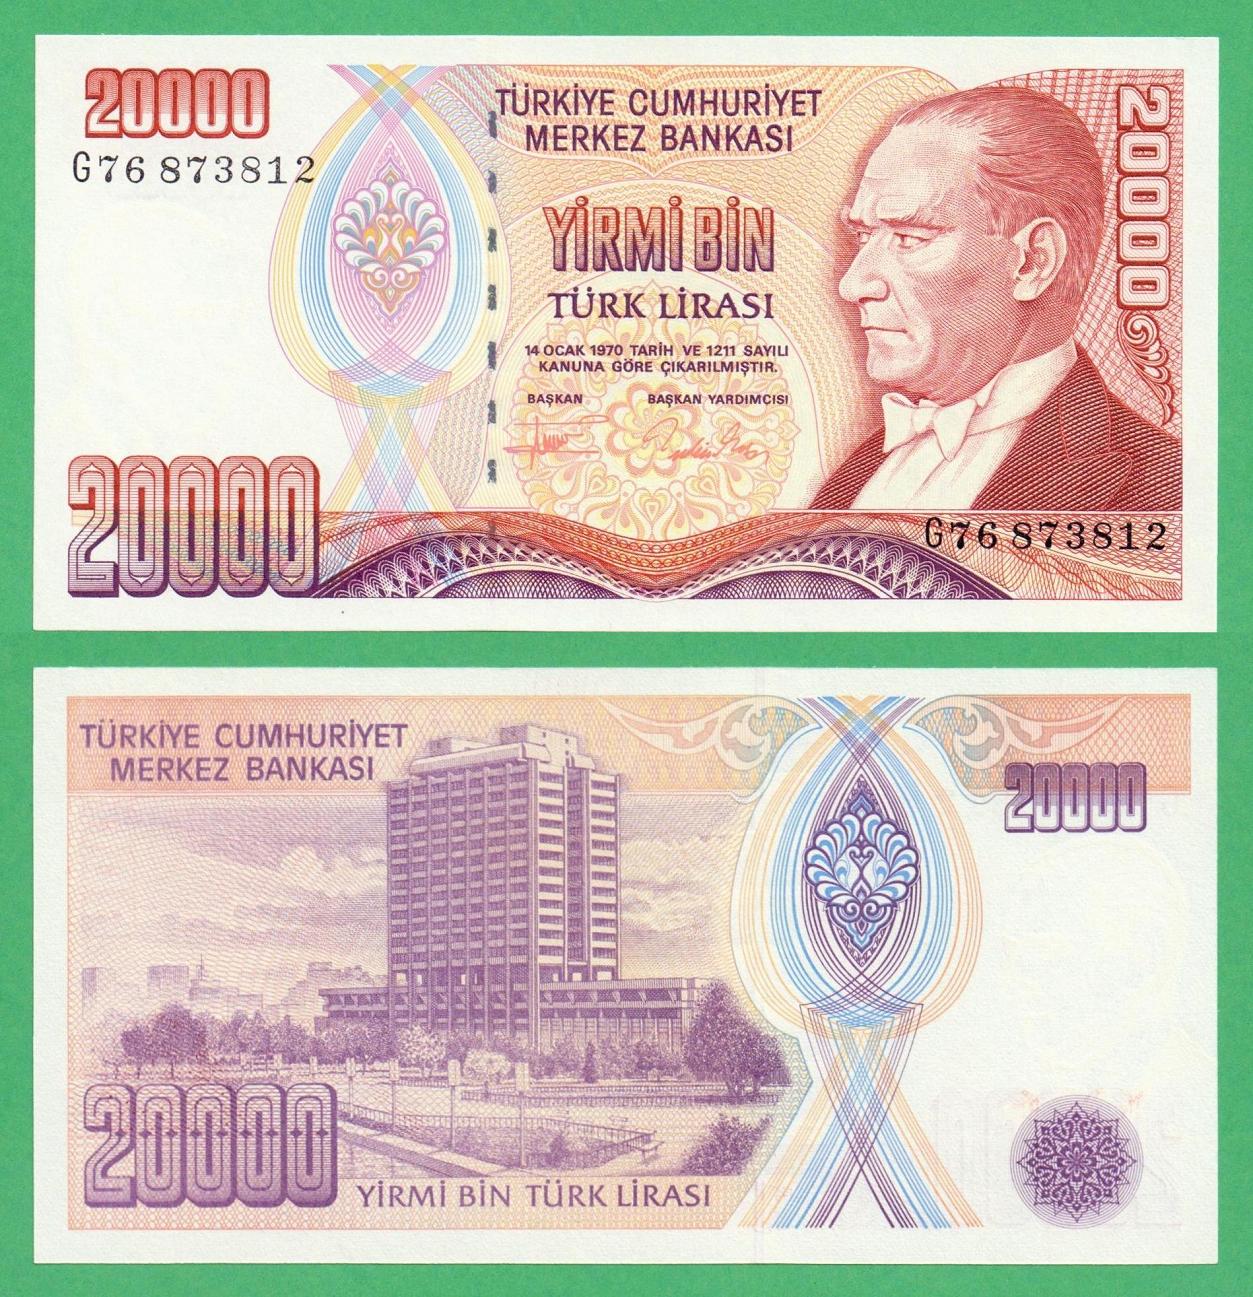 20000
G76 873812
TÜRKİYE CUMHURİYET
MERKEZ BANKASI
20000
YİRMİ BİN
TÜRK LİRASI
14 OCAK 1970 TARİH VE 1211 SAYILI
KANUNA GÖRE ÇIKARILMIŞTIR.
BAŞKAN BAŞKAN YARDIMCISI
20000
G76 873812
TÜRKİYE CUMHURİYET
MERKEZ BANKASI
20000
20000
YİRMİ BİN TÜRK LİRASI